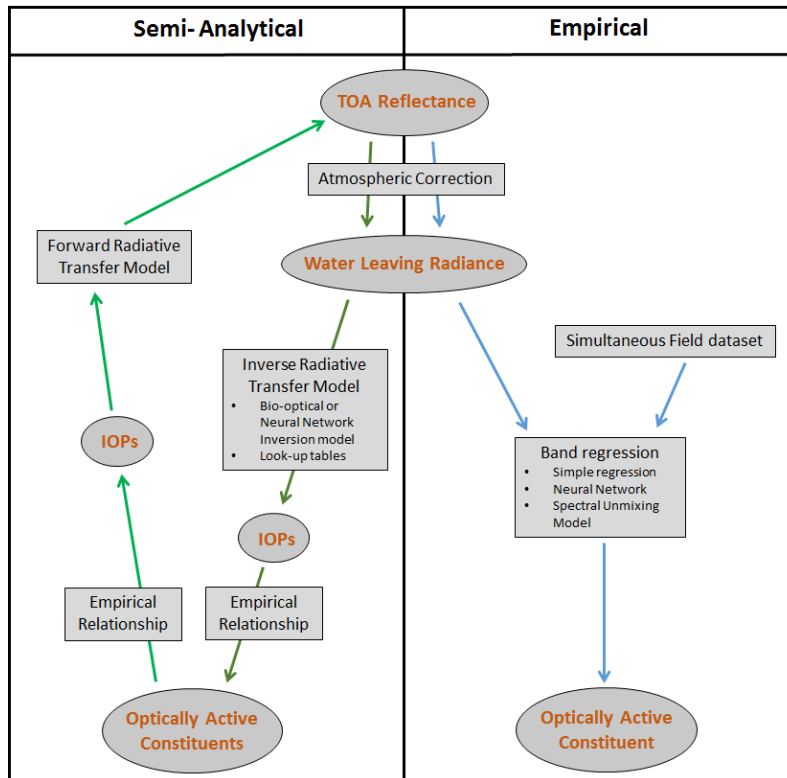 Semi- Analytical
Empirical
TOA Reflectance
Atmospheric Correction
Forward Radiative
Transfer Model
Water Leaving Radiance
Simultaneous Field dataset
Inverse Radiative
Transfer Model
• Bio-optical or
Neural Network
Inversion model
• Look-up tables
IOPs
Band regression
• Simple regression
• Neural Network
• Spectral Unmixing
Model
IOPs
Empirical
Relationship
Empirical
Relationship
Optically Active
Constituents
Optically Active
Constituent